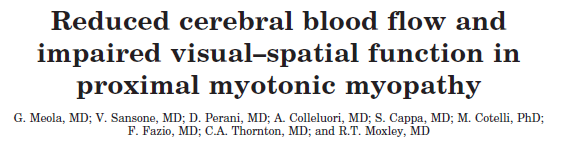 Reduced cerebral blood flow and
impaired visual–spatial function in
proximal myotonic myopathy
G. Meola, MD; V. Sansone, MD; D. Perani, MD; A. Colleluori, MD; S. Cappa, MD; M. Cotelli, PhD;
F. Fazio, MD; C.A. Thornton, MD; and R.T. Moxley, MD